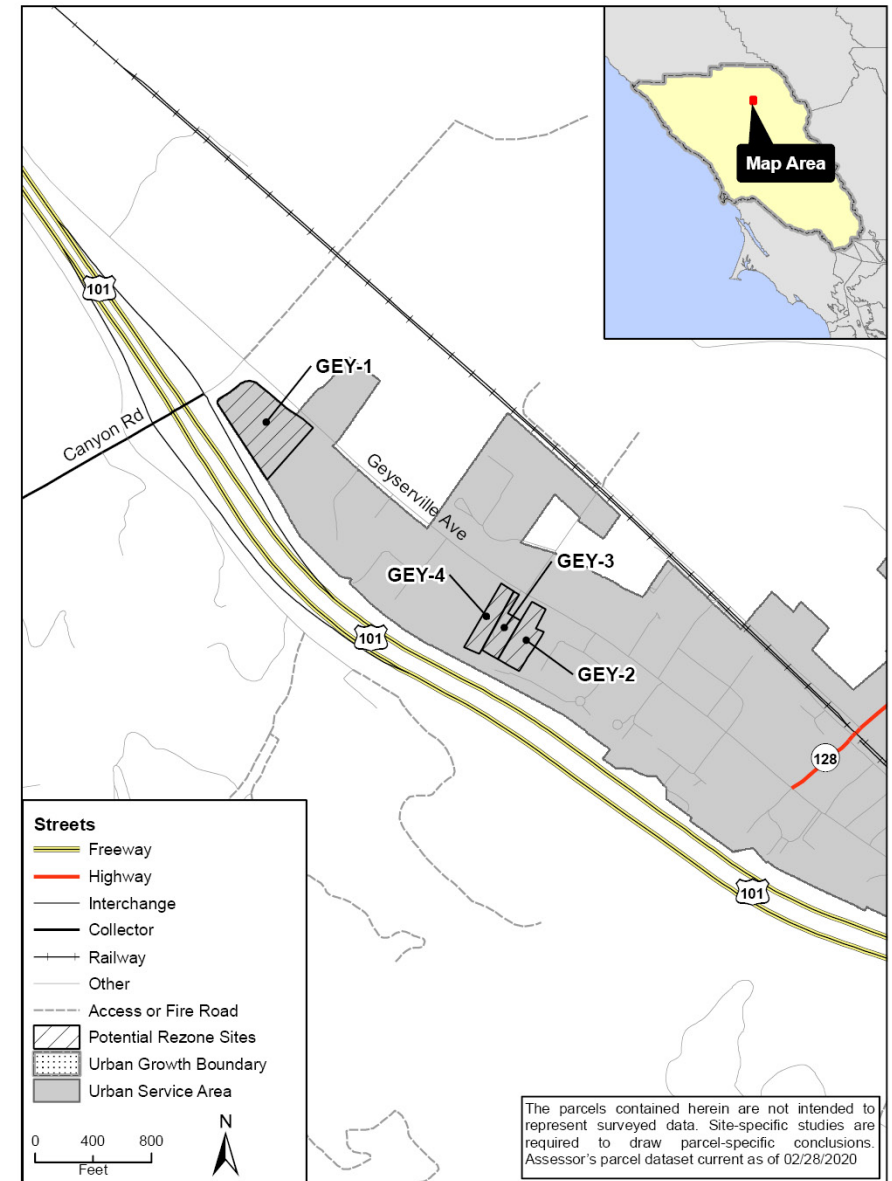 Map Area
101
GEY-1
Canyon Rd
Geyserville Ave
GEY-3
GEY-4
101
GEY-2
128
101
Streets
Freeway
Highway
Interchange
Collector
Railway
Other
Access or Fire Road
Potential Rezone Sites
Urban Growth Boundary
Urban Service Area
N
0 400 800
Feet
The parcels contained herein are not intended to
represent surveyed data. Site-specific studies are
required to draw parcel-specific conclusions.
Assessor's parcel dataset current as of 02/28/2020